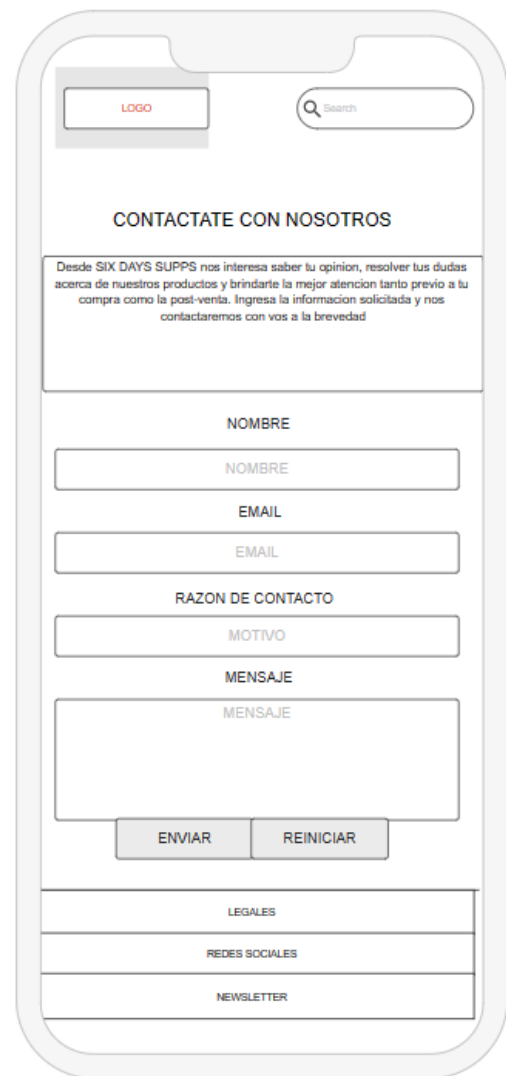 LOGO
Search
CONTACTATE CON NOSOTROS
Desde SIX DAYS SUPPS nos interesa saber tu opinion, resolver tus dudas
acerca de nuestros productos y brindarte la mejor atencion tanto previo a tu
compra como la post-venta. Ingresa la informacion solicitada y nos
contactaremos con vos a la brevedad
NOMBRE
NOMBRE
EMAIL
EMAIL
RAZON DE CONTACTO
MOTIVO
MENSAJE
MENSAJE
ENVIAR
REINICIAR
LEGALES
REDES SOCIALES
NEWSLETTER